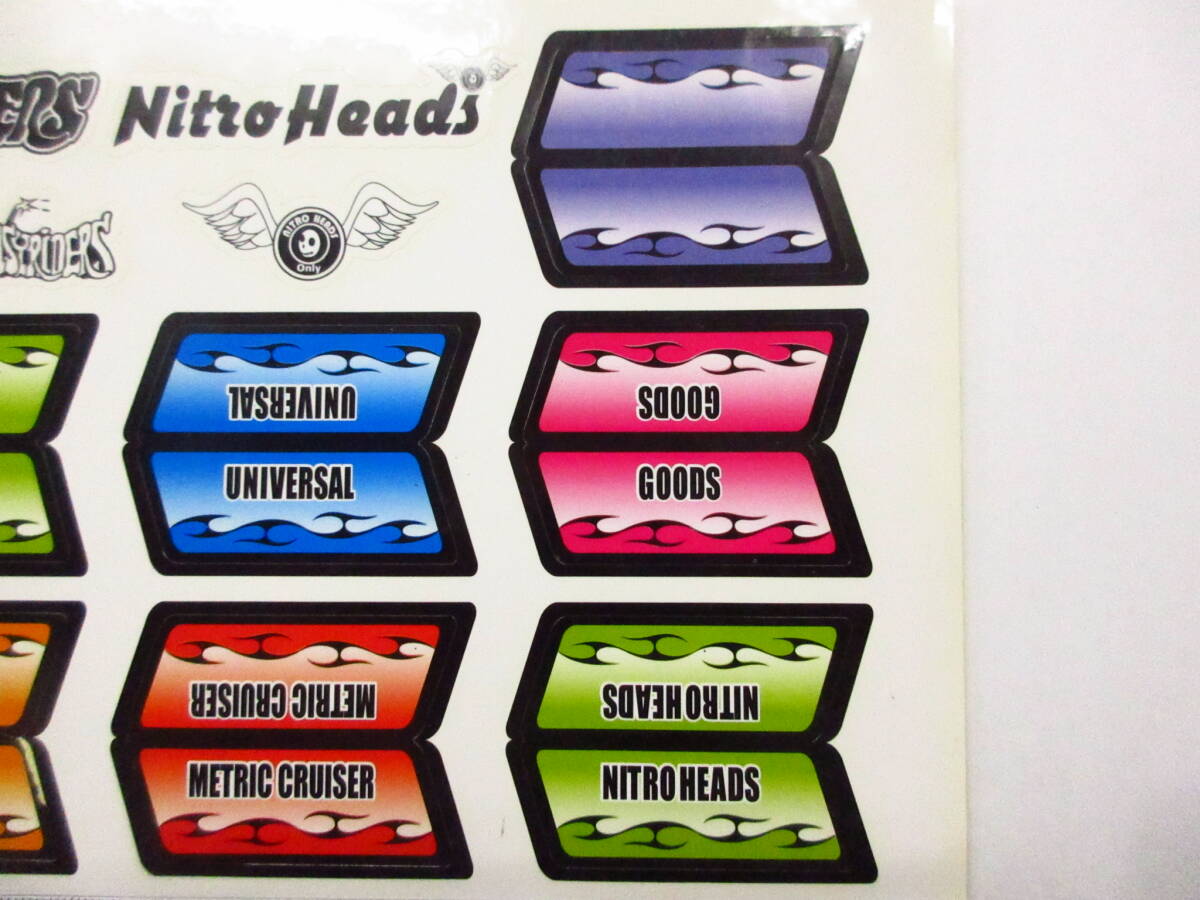 Nitro Heads
NITRO HEADS
Only
UNIVERSAL
UNIVERSAL
GOODS
GOODS
METRIC CRUISER
METRIC CRUISER
NITRO HEADS
NITRO HEADS